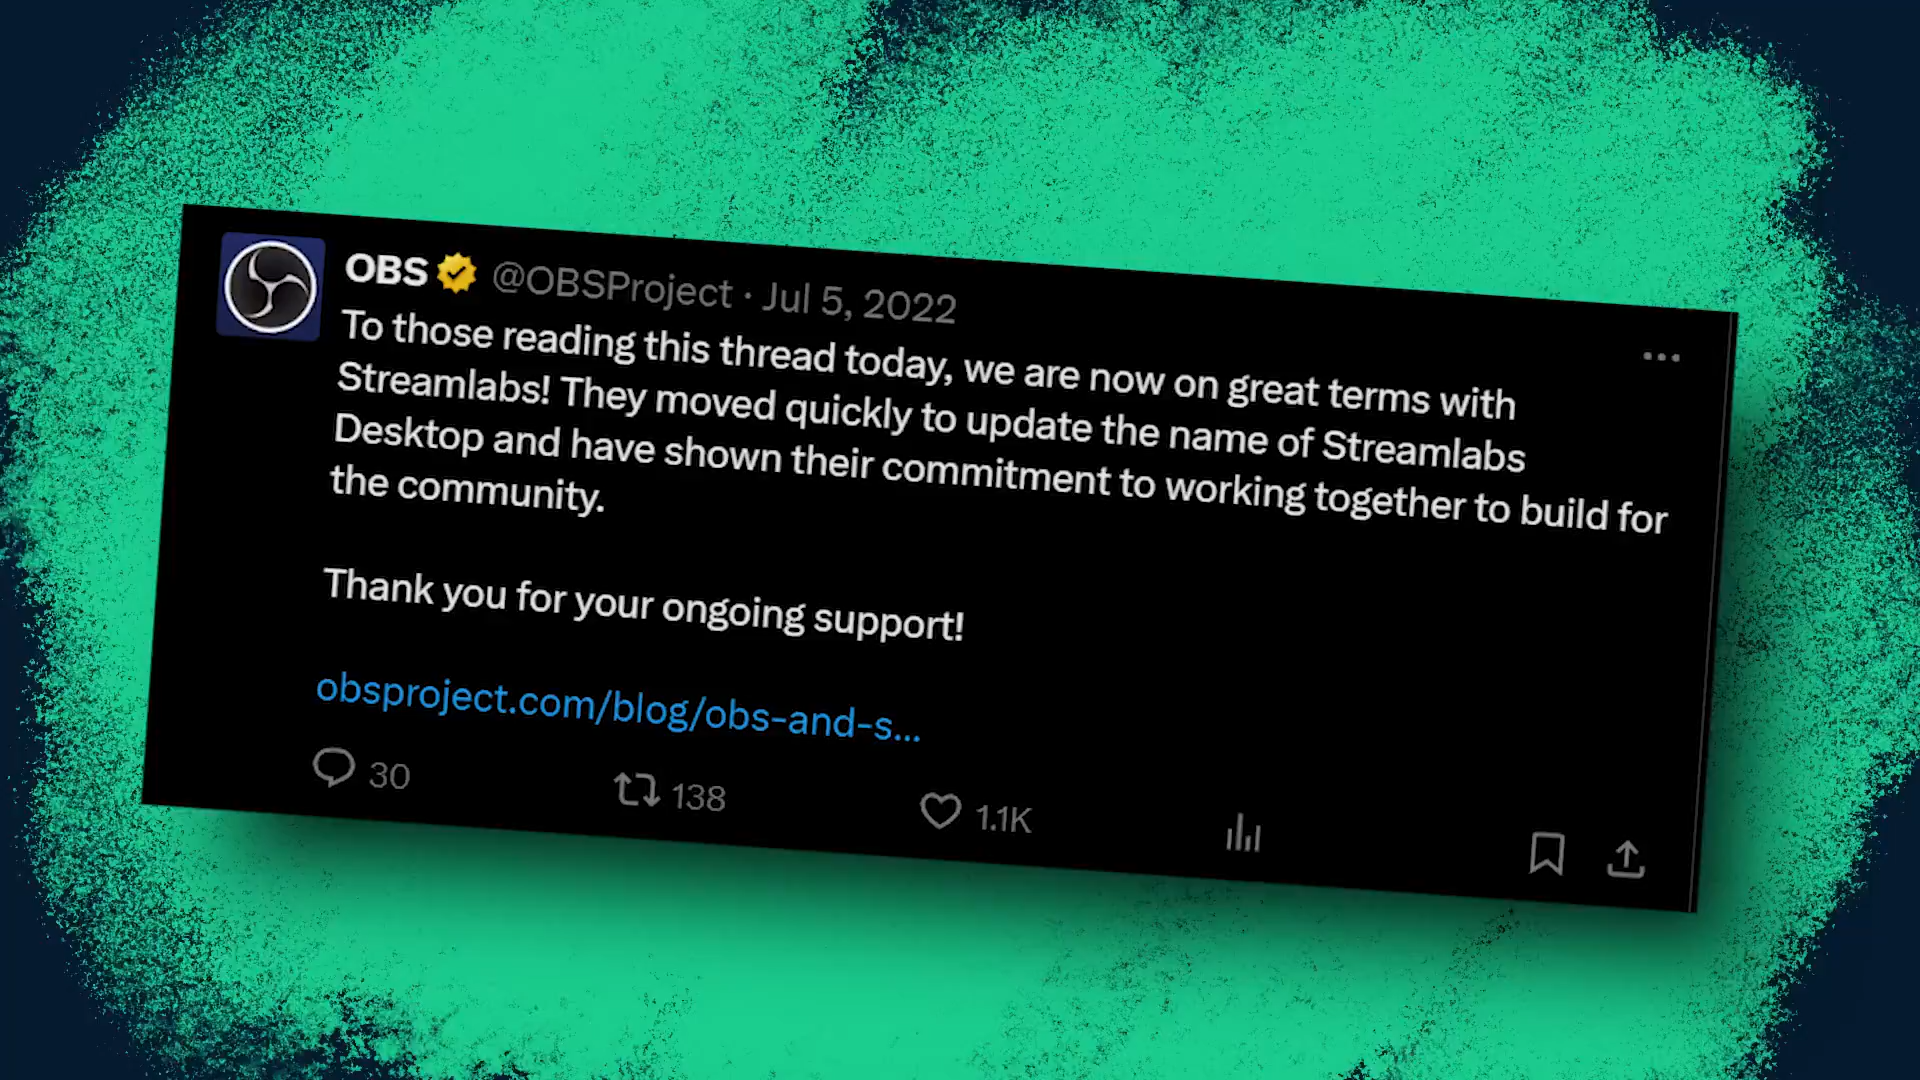 OBS @OBSProject · Jul 5, 2022
To those reading this thread today, we are now on great terms with
Streamlabs! They moved quickly to update the name of Streamlabs
Desktop and have shown their commitment to working together to build for
the community.
Thank you for your ongoing support!
obsproject.com/blog/obs-and-s...
30 138 1.1K